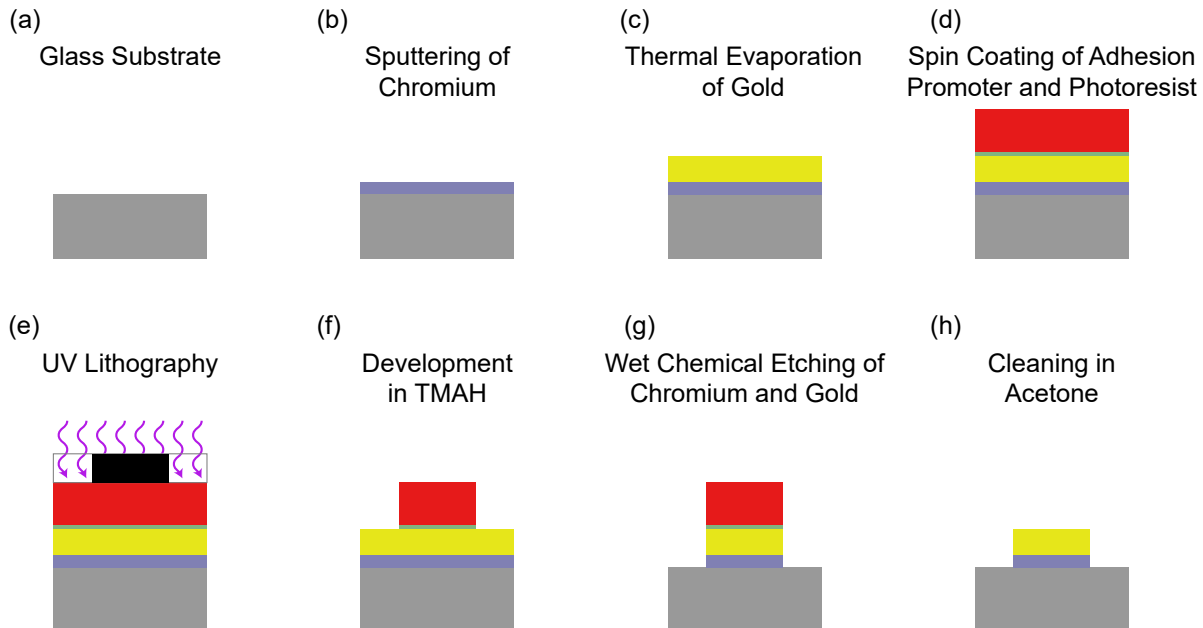 (a)
Glass Substrate
(b)
Sputtering of
Chromium
(c)
Thermal Evaporation
of Gold
(d)
Spin Coating of Adhesion
Promoter and Photoresist
(e)
UV Lithography
(f)
Development
in TMAH
(g)
Wet Chemical Etching of
Chromium and Gold
(h)
Cleaning in
Acetone